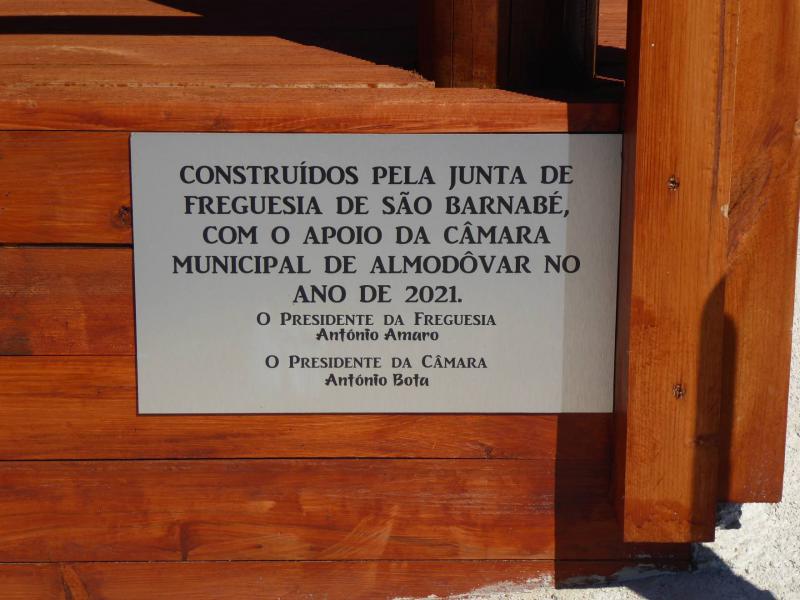 CONSTRUÍDOS PELA JUNTA DE
FREGUESIA DE SÃO BARNABÉ,
COM O APOIO DA CÂMARA
MUNICIPAL DE ALMODÔVAR NO
ANO DE 2021.
O PRESIDENTE DA FREGUESIA
António Amaro
O PRESIDENTE DA CÂMARA
António Bota